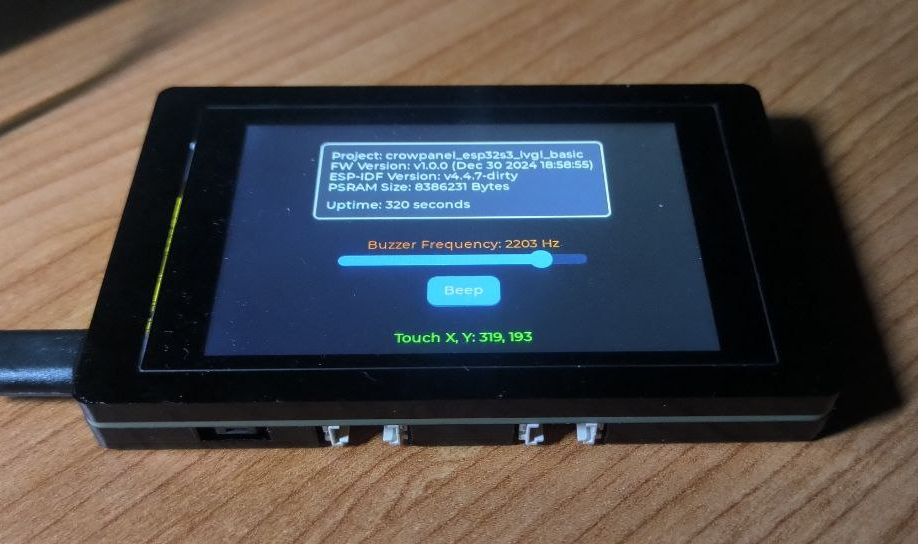 Project: crowpanel_esp32s3_lvgl_basic
FW Version: v1.0.0 (Dec 30 2024 18:58:55)
ESP-IDF Version: v4.4.7-dirty
PSRAM Size: 8386231 Bytes
Uptime: 320 seconds
Buzzer Frequency: 2203 Hz
Beep
Touch X, Y: 319, 193